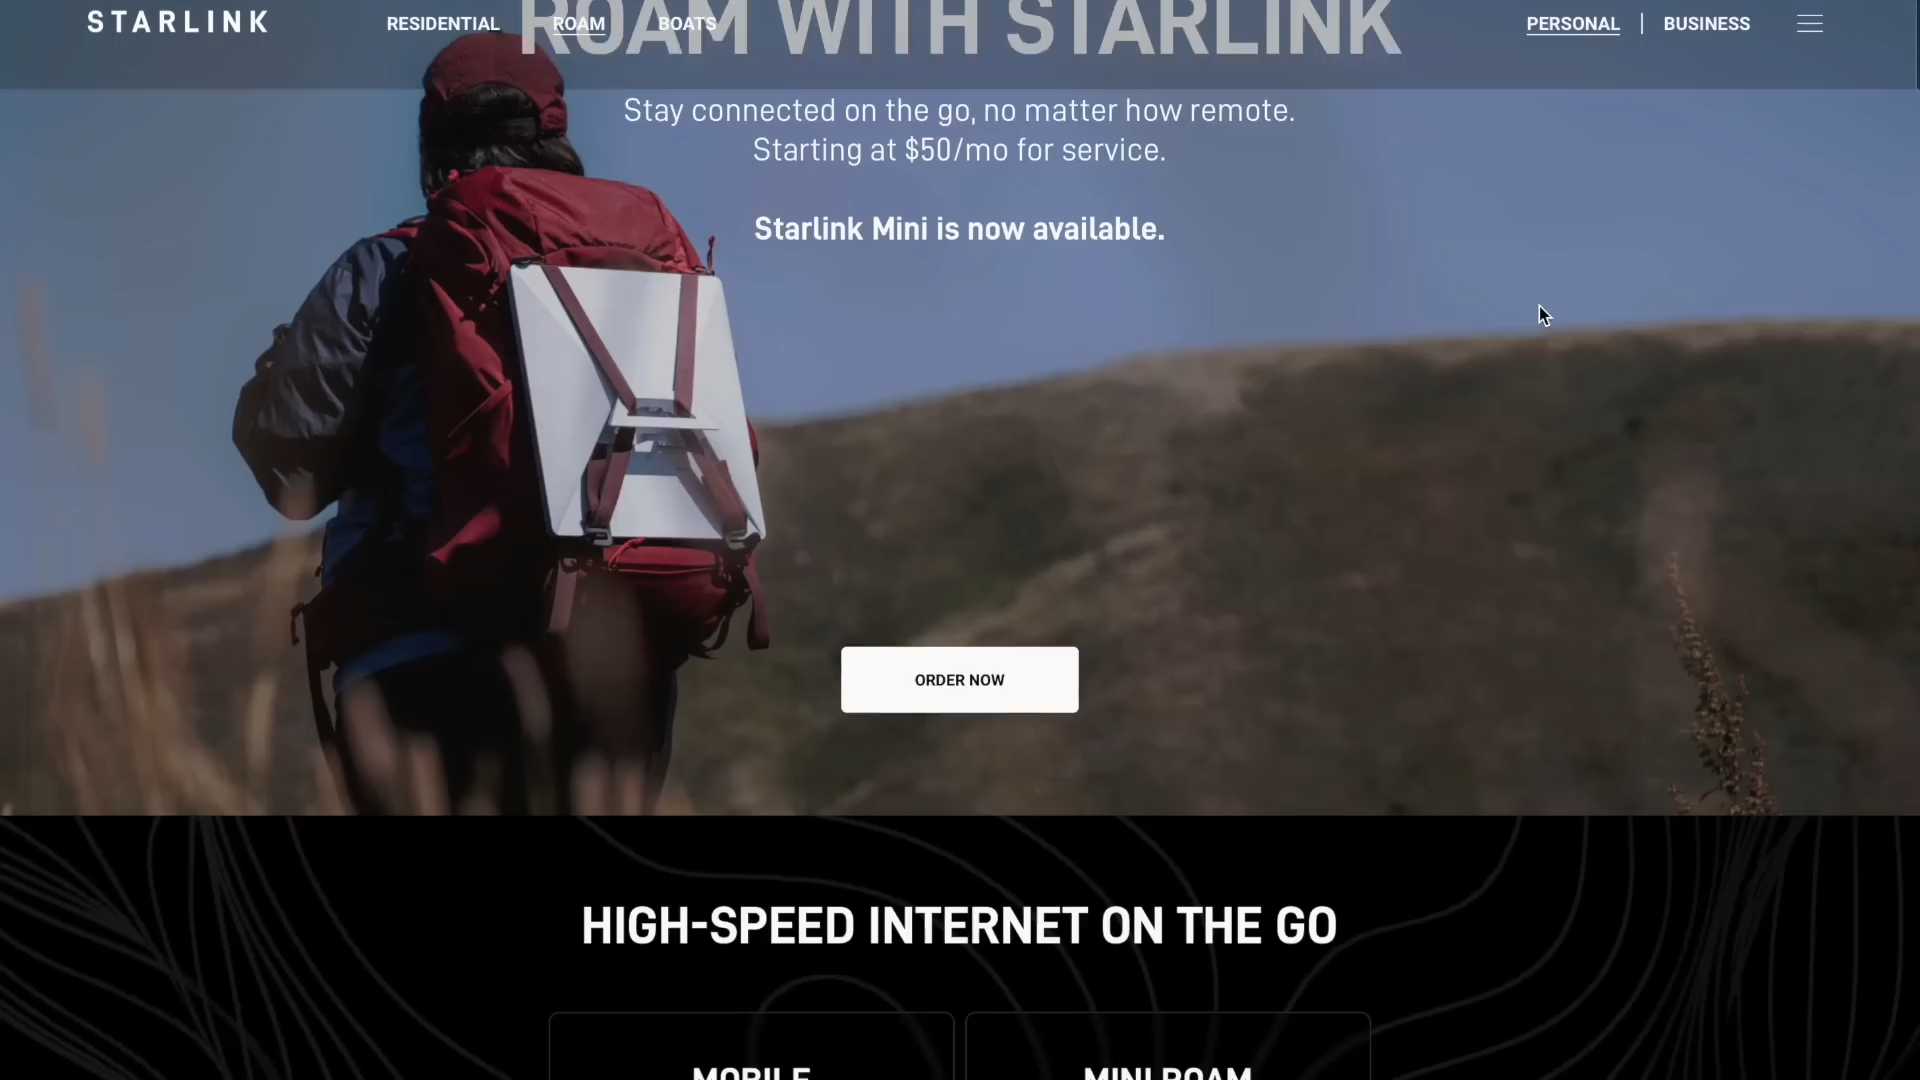 STARLINK
RESIDENTIAL
ROAM
BOATS
PERSONAL
BUSINESS
ROAM WITH STARLINK
Stay connected on the go, no matter how remote.
Starting at $50/mo for service.
Starlink Mini is now available.
ORDER NOW
HIGH-SPEED INTERNET ON THE GO
MOBILE
MINI ROAM